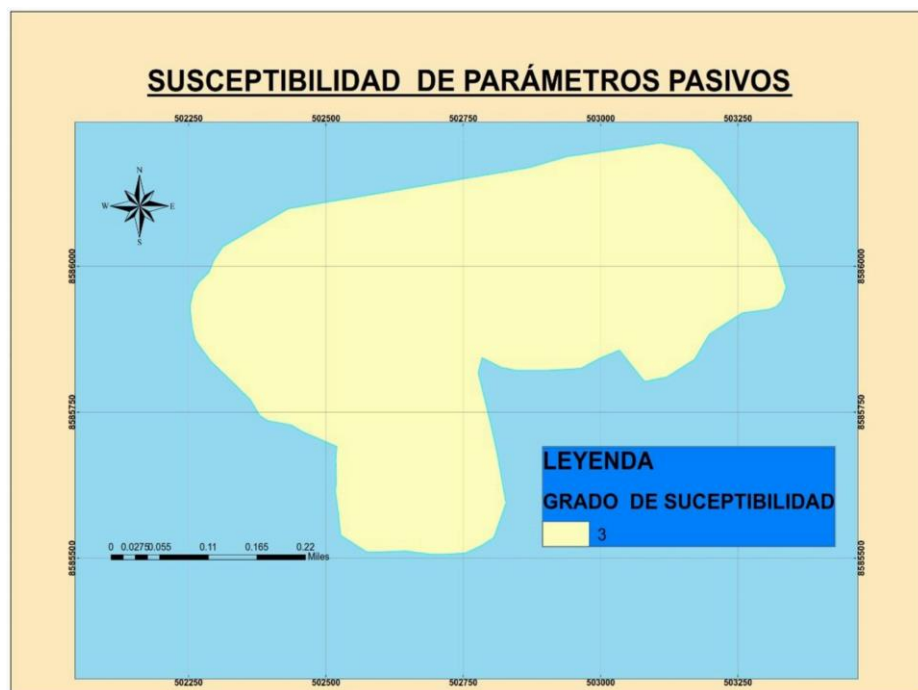 SUSCEPTIBILIDAD DE PARÁMETROS PASIVOS
502250 502500 502750 503000 503250
N
W E
S
8586000 8586000
8585750 8585750
LEYENDA
GRADO DE SUCEPTIBILIDAD
3
0 0.0275 0.055 0.11 0.165 0.22
Miles
8585500 8585500
502250 502500 502750 503000 503250